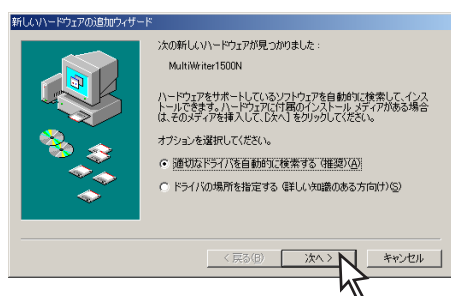 新しいハードウェアの追加ウィザード
次の新しいハードウェアが見つかりました :
MultiWriter1500N
ハードウェアをサポートしているソフトウェアを自動的に検索して、インス
トールできます。ハードウェアに付属のインストール メディアがある場合
は、そのメディアを挿入して、[次へ] をクリックしてください。
オプションを選択してください。
適切なドライバを自動的に検索する (推奨)(A)
ドライバの場所を指定する (詳しい知識のある方向け)(S)
< 戻る(B)
次へ >
キャンセル